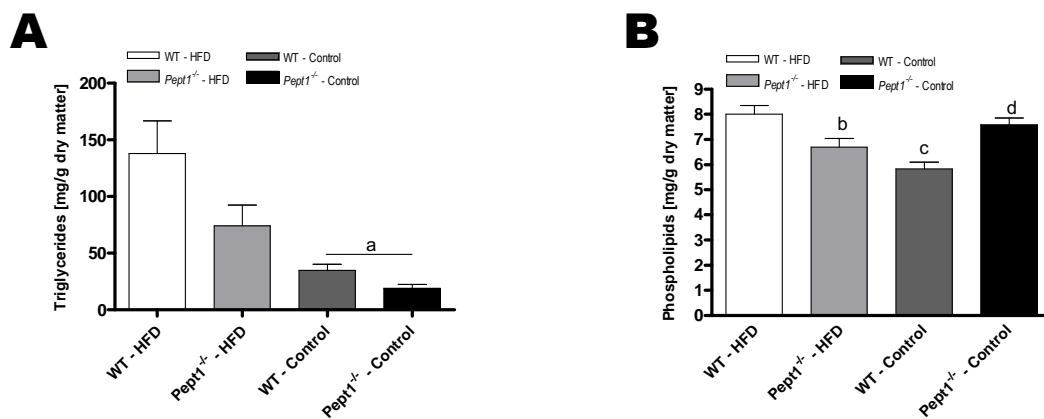 A
WT - HFD
WT - Control
Pept1-/- - HFD
Pept1-/- - Control
Triglycerides [mg/g dry matter]
200
150
100
50
0
a
WT - HFD
Pept1-/- - HFD
WT - Control
Pept1-/- - Control
B
WT - HFD
WT - Control
Pept1-/- - HFD
Pept1-/- - Control
Phospholipids [mg/g dry matter]
9
8
7
6
5
4
3
2
1
0
b
c
d
WT - HFD
Pept1-/- - HFD
WT - Control
Pept1-/- - Control